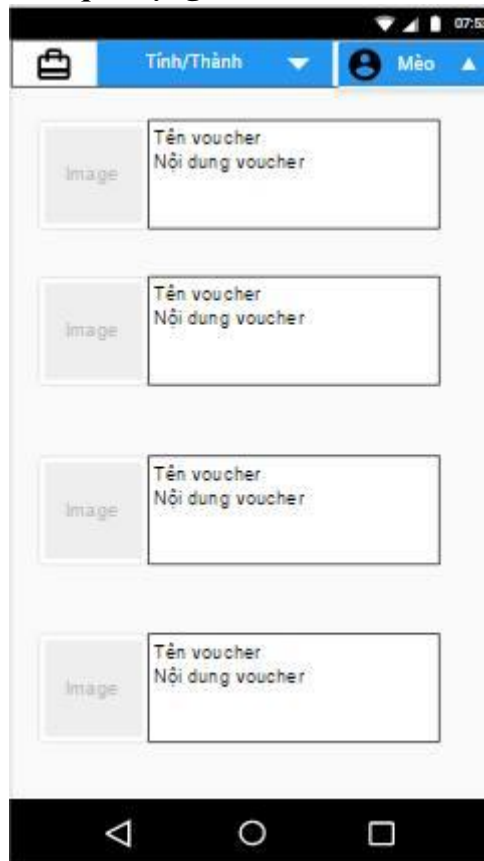 07:53
Tỉnh/Thành
Mèo
Image
Tên voucher
Nội dung voucher
Image
Tên voucher
Nội dung voucher
Image
Tên voucher
Nội dung voucher
Image
Tên voucher
Nội dung voucher